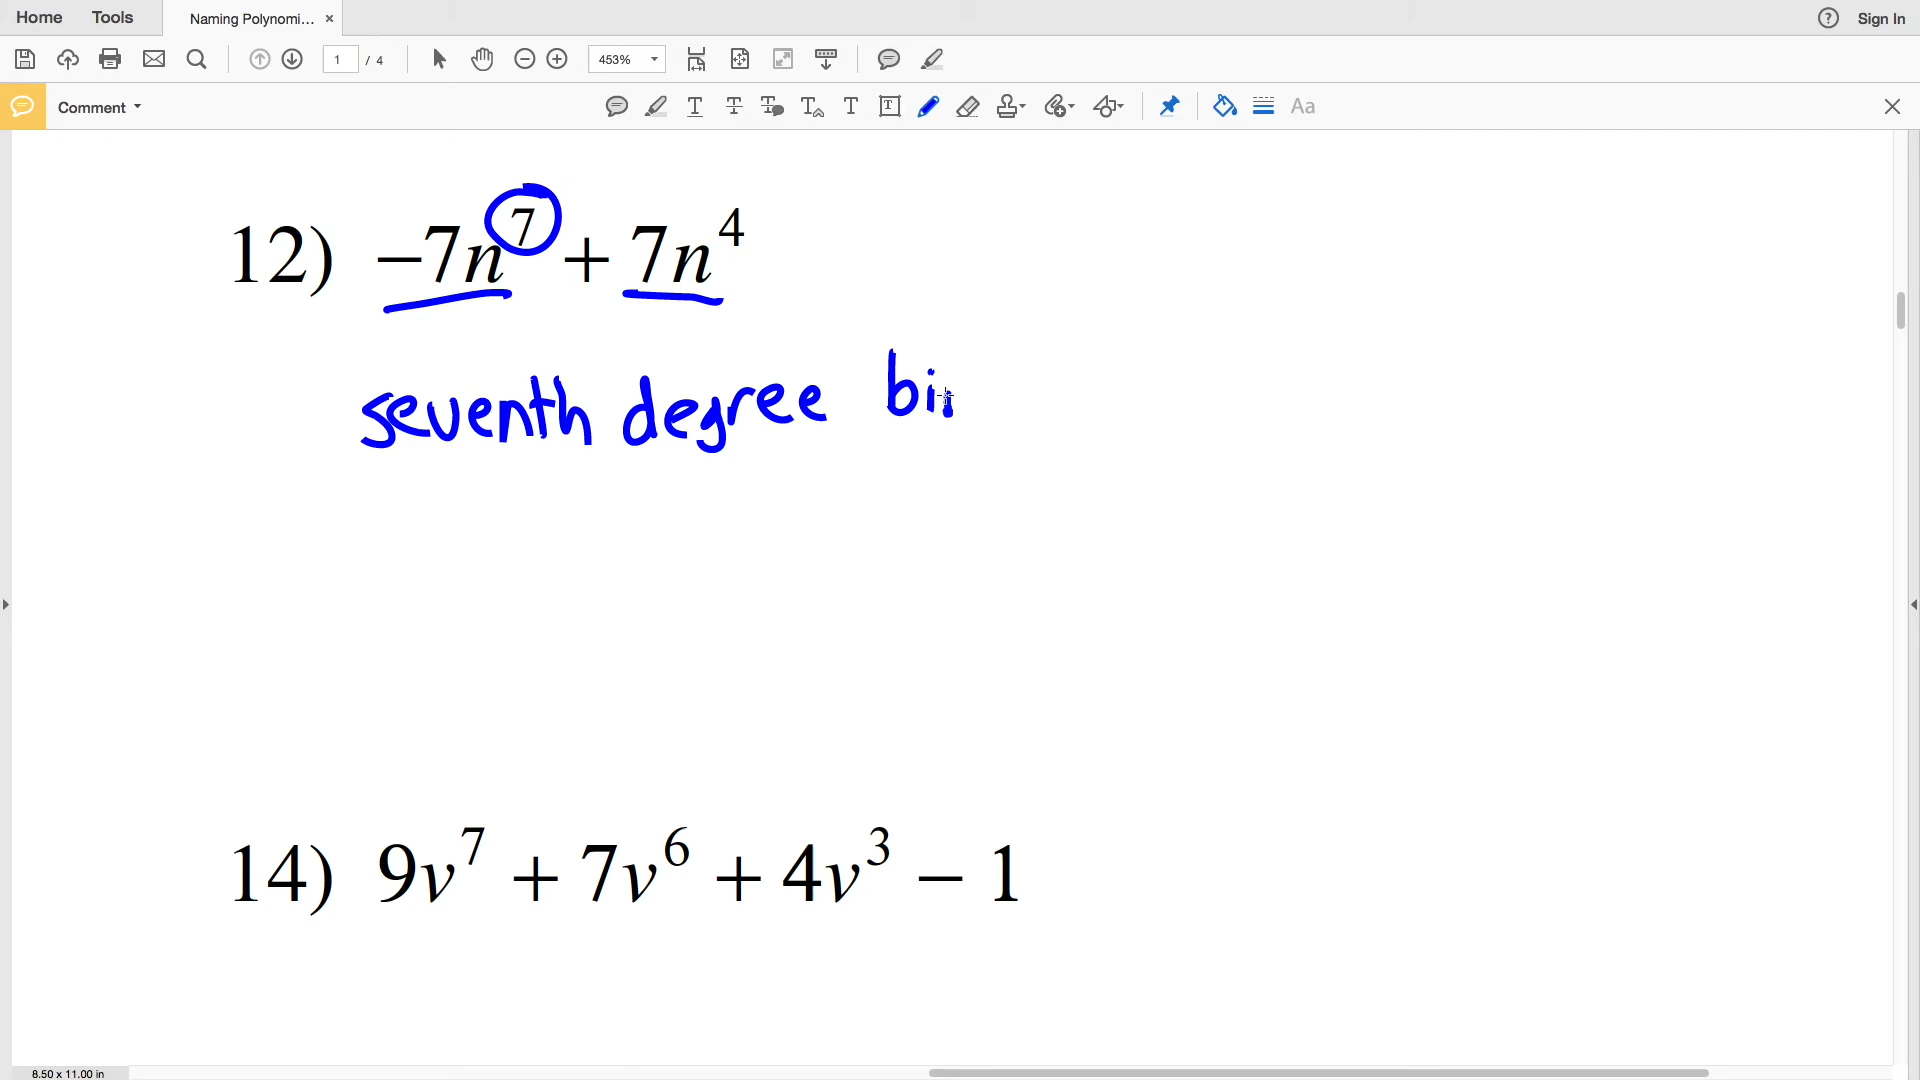 Home Tools Naming Polynomi... × ? Sign In
1 / 4 453%
Comment T T T T T T Aa
12) −7n⁷ + 7n⁴
seventh degree bi
14) 9v⁷ + 7v⁶ + 4v³ − 1
8.50 x 11.00 in